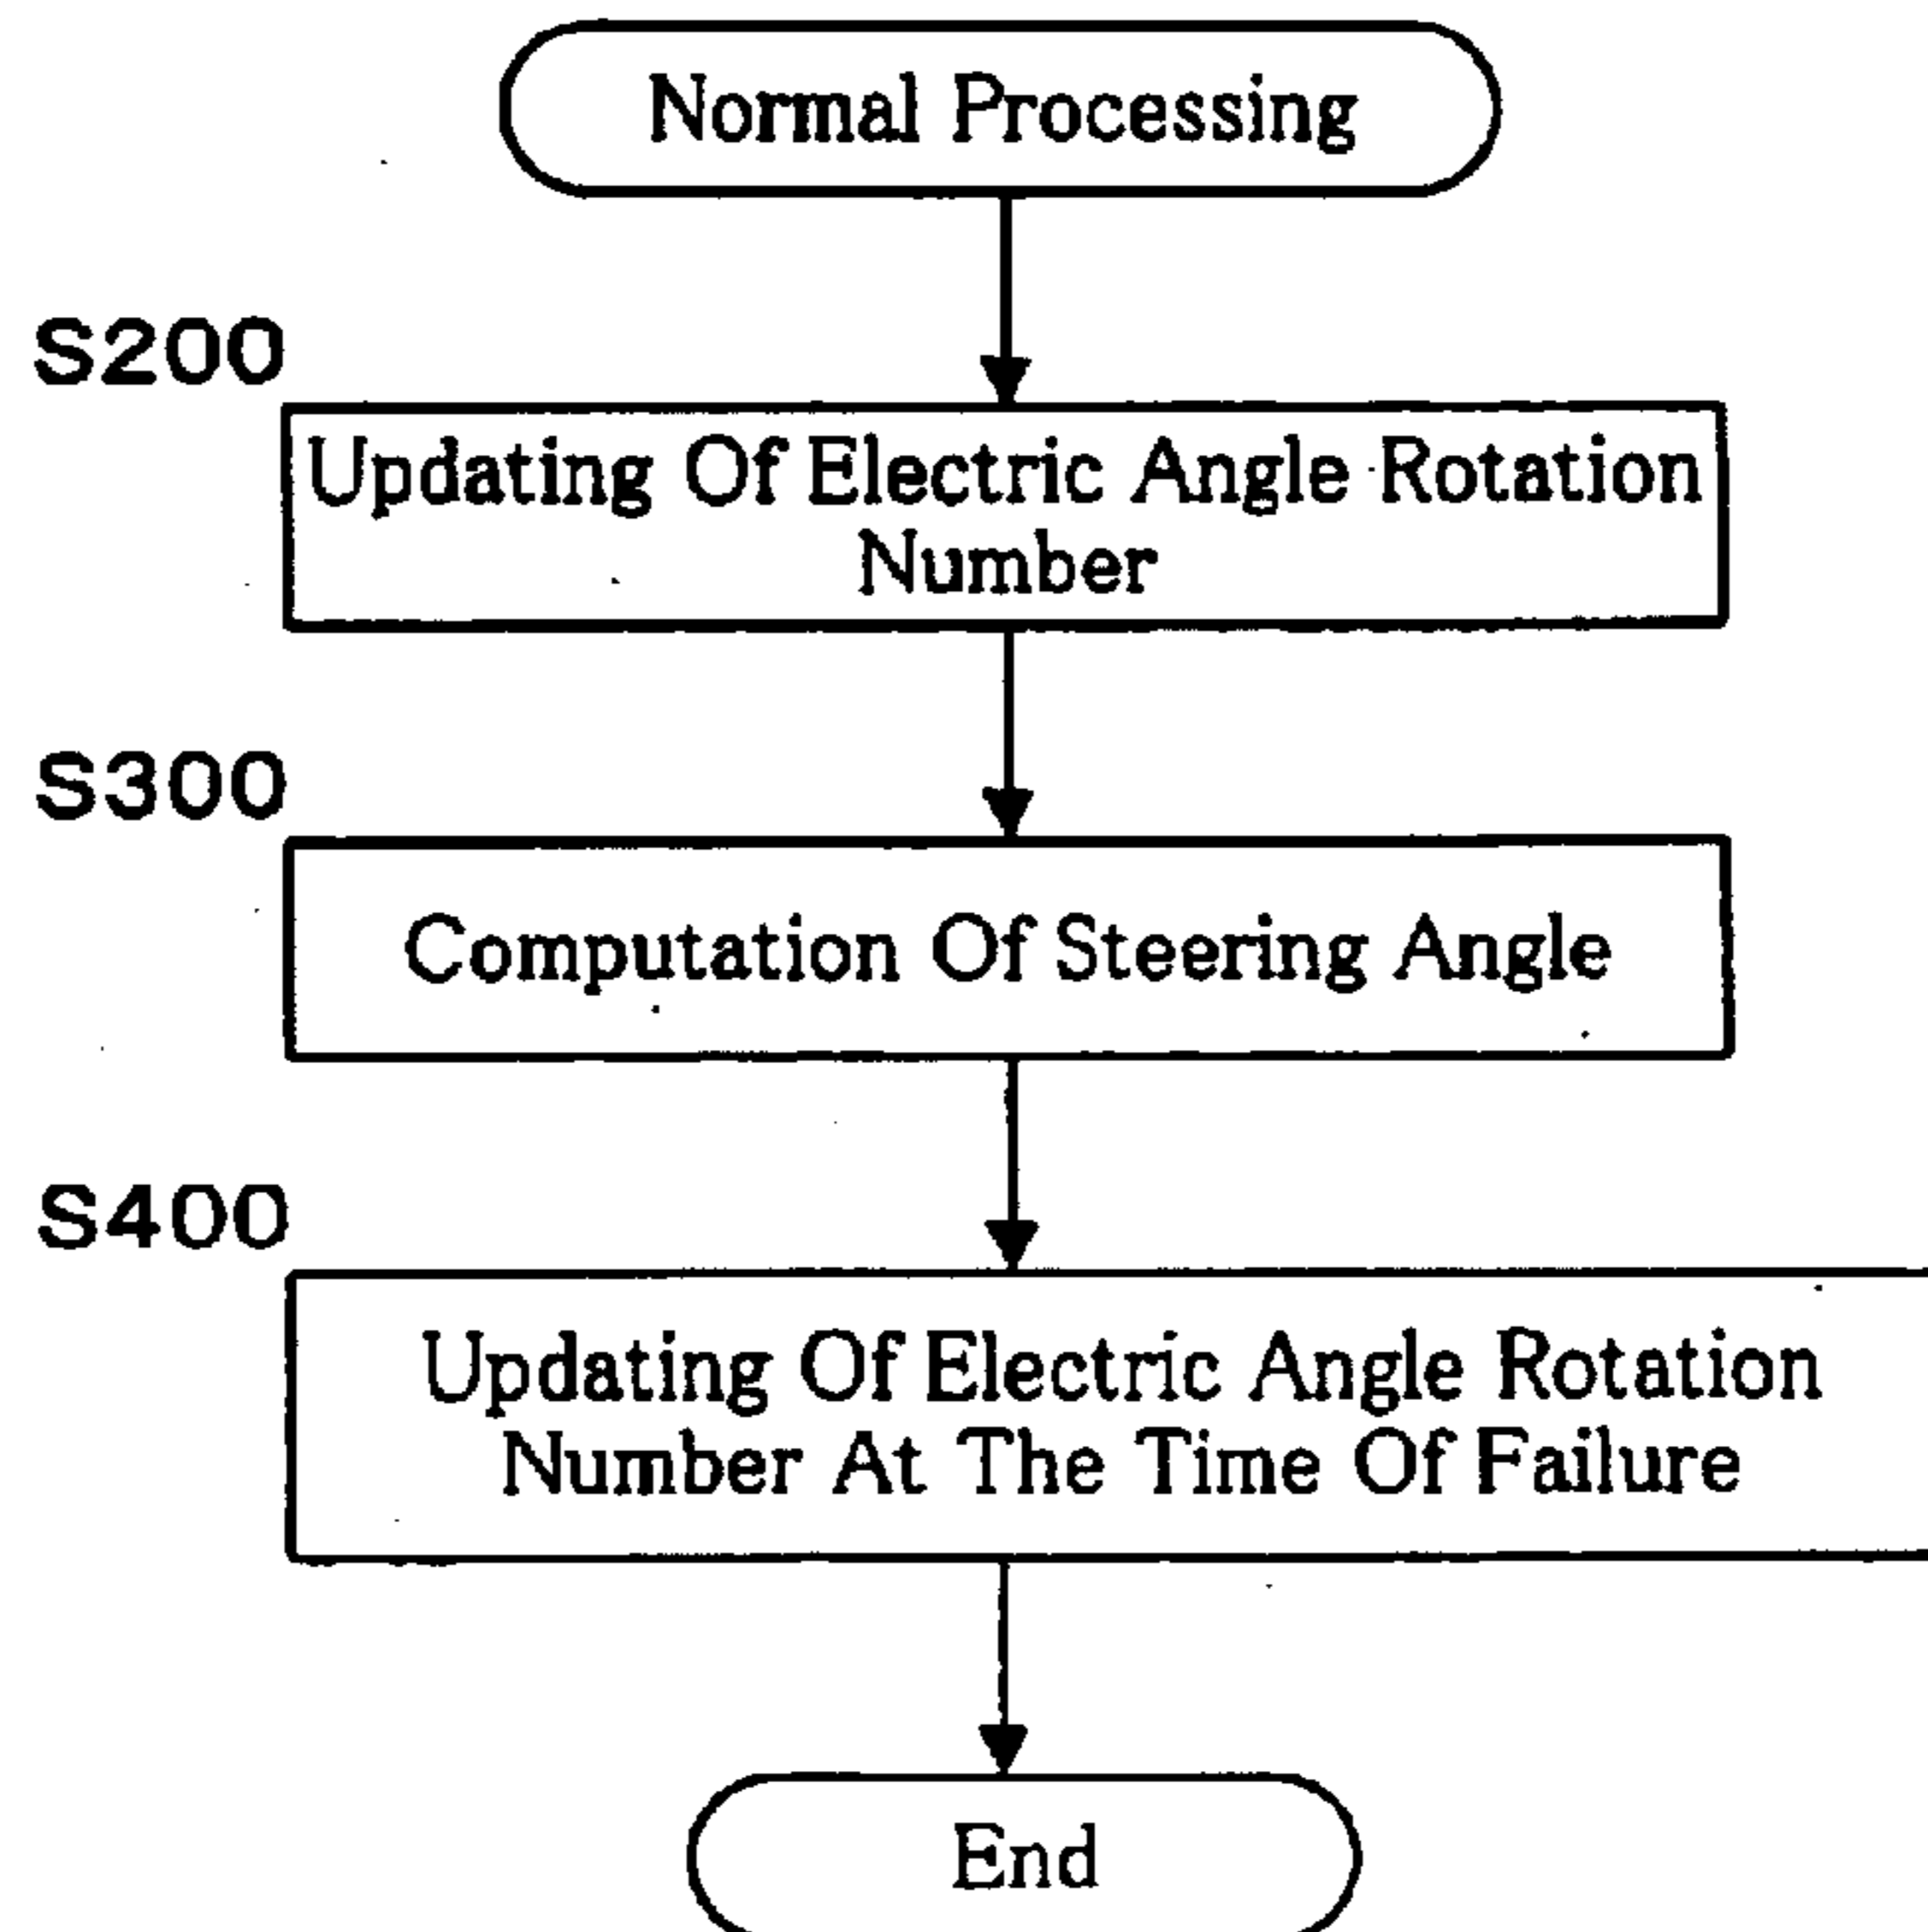 Normal Processing
S200
Updating Of Electric Angle Rotation
Number
S300
Computation Of Steering Angle
S400
Updating Of Electric Angle Rotation
Number At The Time Of Failure
End